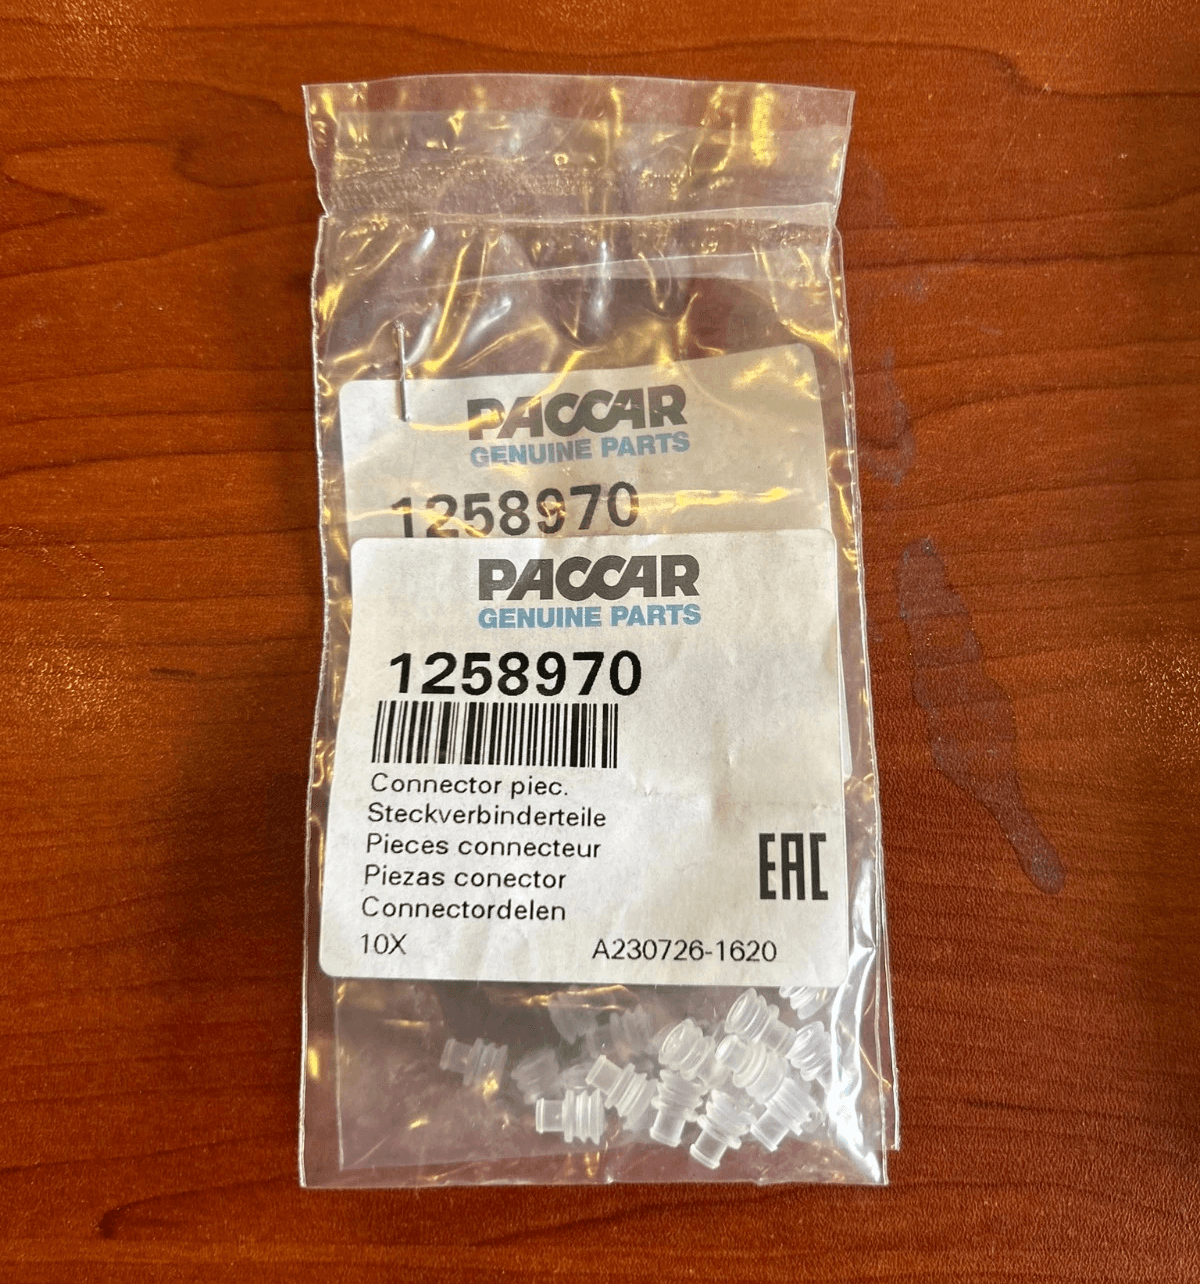 PACCAR
GENUINE PARTS
1258970
PACCAR
GENUINE PARTS
1258970
Connector piec.
Steckverbinderteile
Pieces connecteur
Piezas conector
Connectordelen
EAC
10X A230726-1620